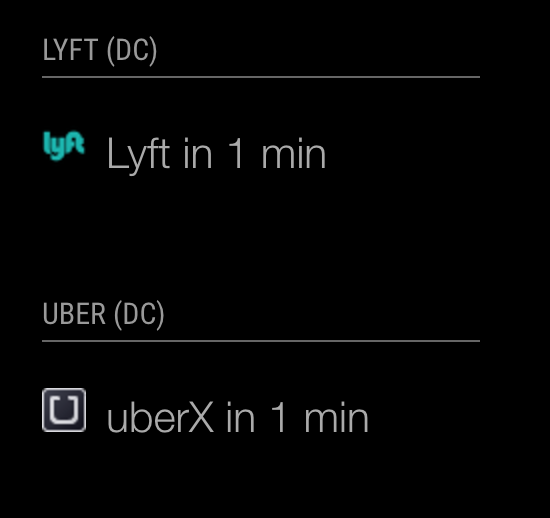 LYFT (DC)
lyft Lyft in 1 min
UBER (DC)
U uberX in 1 min